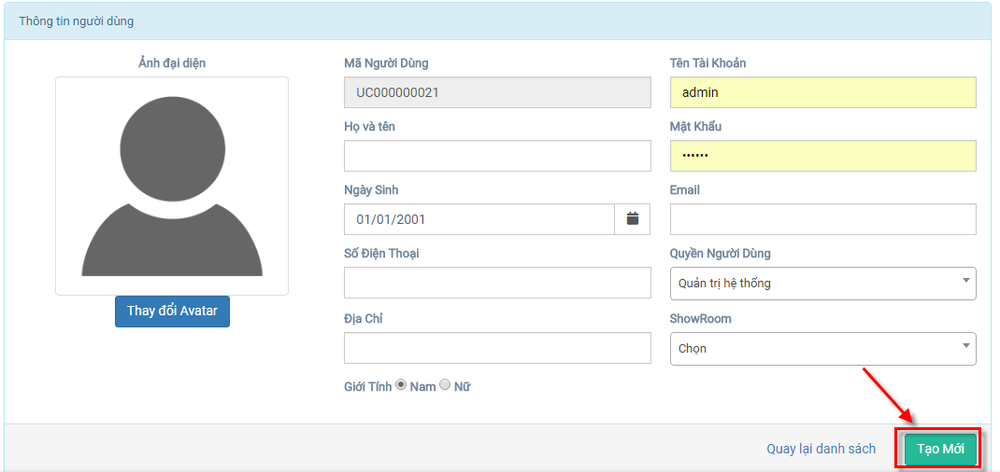 Thông tin người dùng
Ảnh đại diện
Thay đổi Avatar
Mã Người Dùng
UC000000021
Họ và tên
Ngày Sinh
01/01/2001
Số Điện Thoại
Địa Chỉ
Giới Tính Nam Nữ
Tên Tài Khoản
admin
Mật Khẩu
••••••
Email
Quyền Người Dùng
Quản trị hệ thống
ShowRoom
Chọn
Quay lại danh sách
Tạo Mới